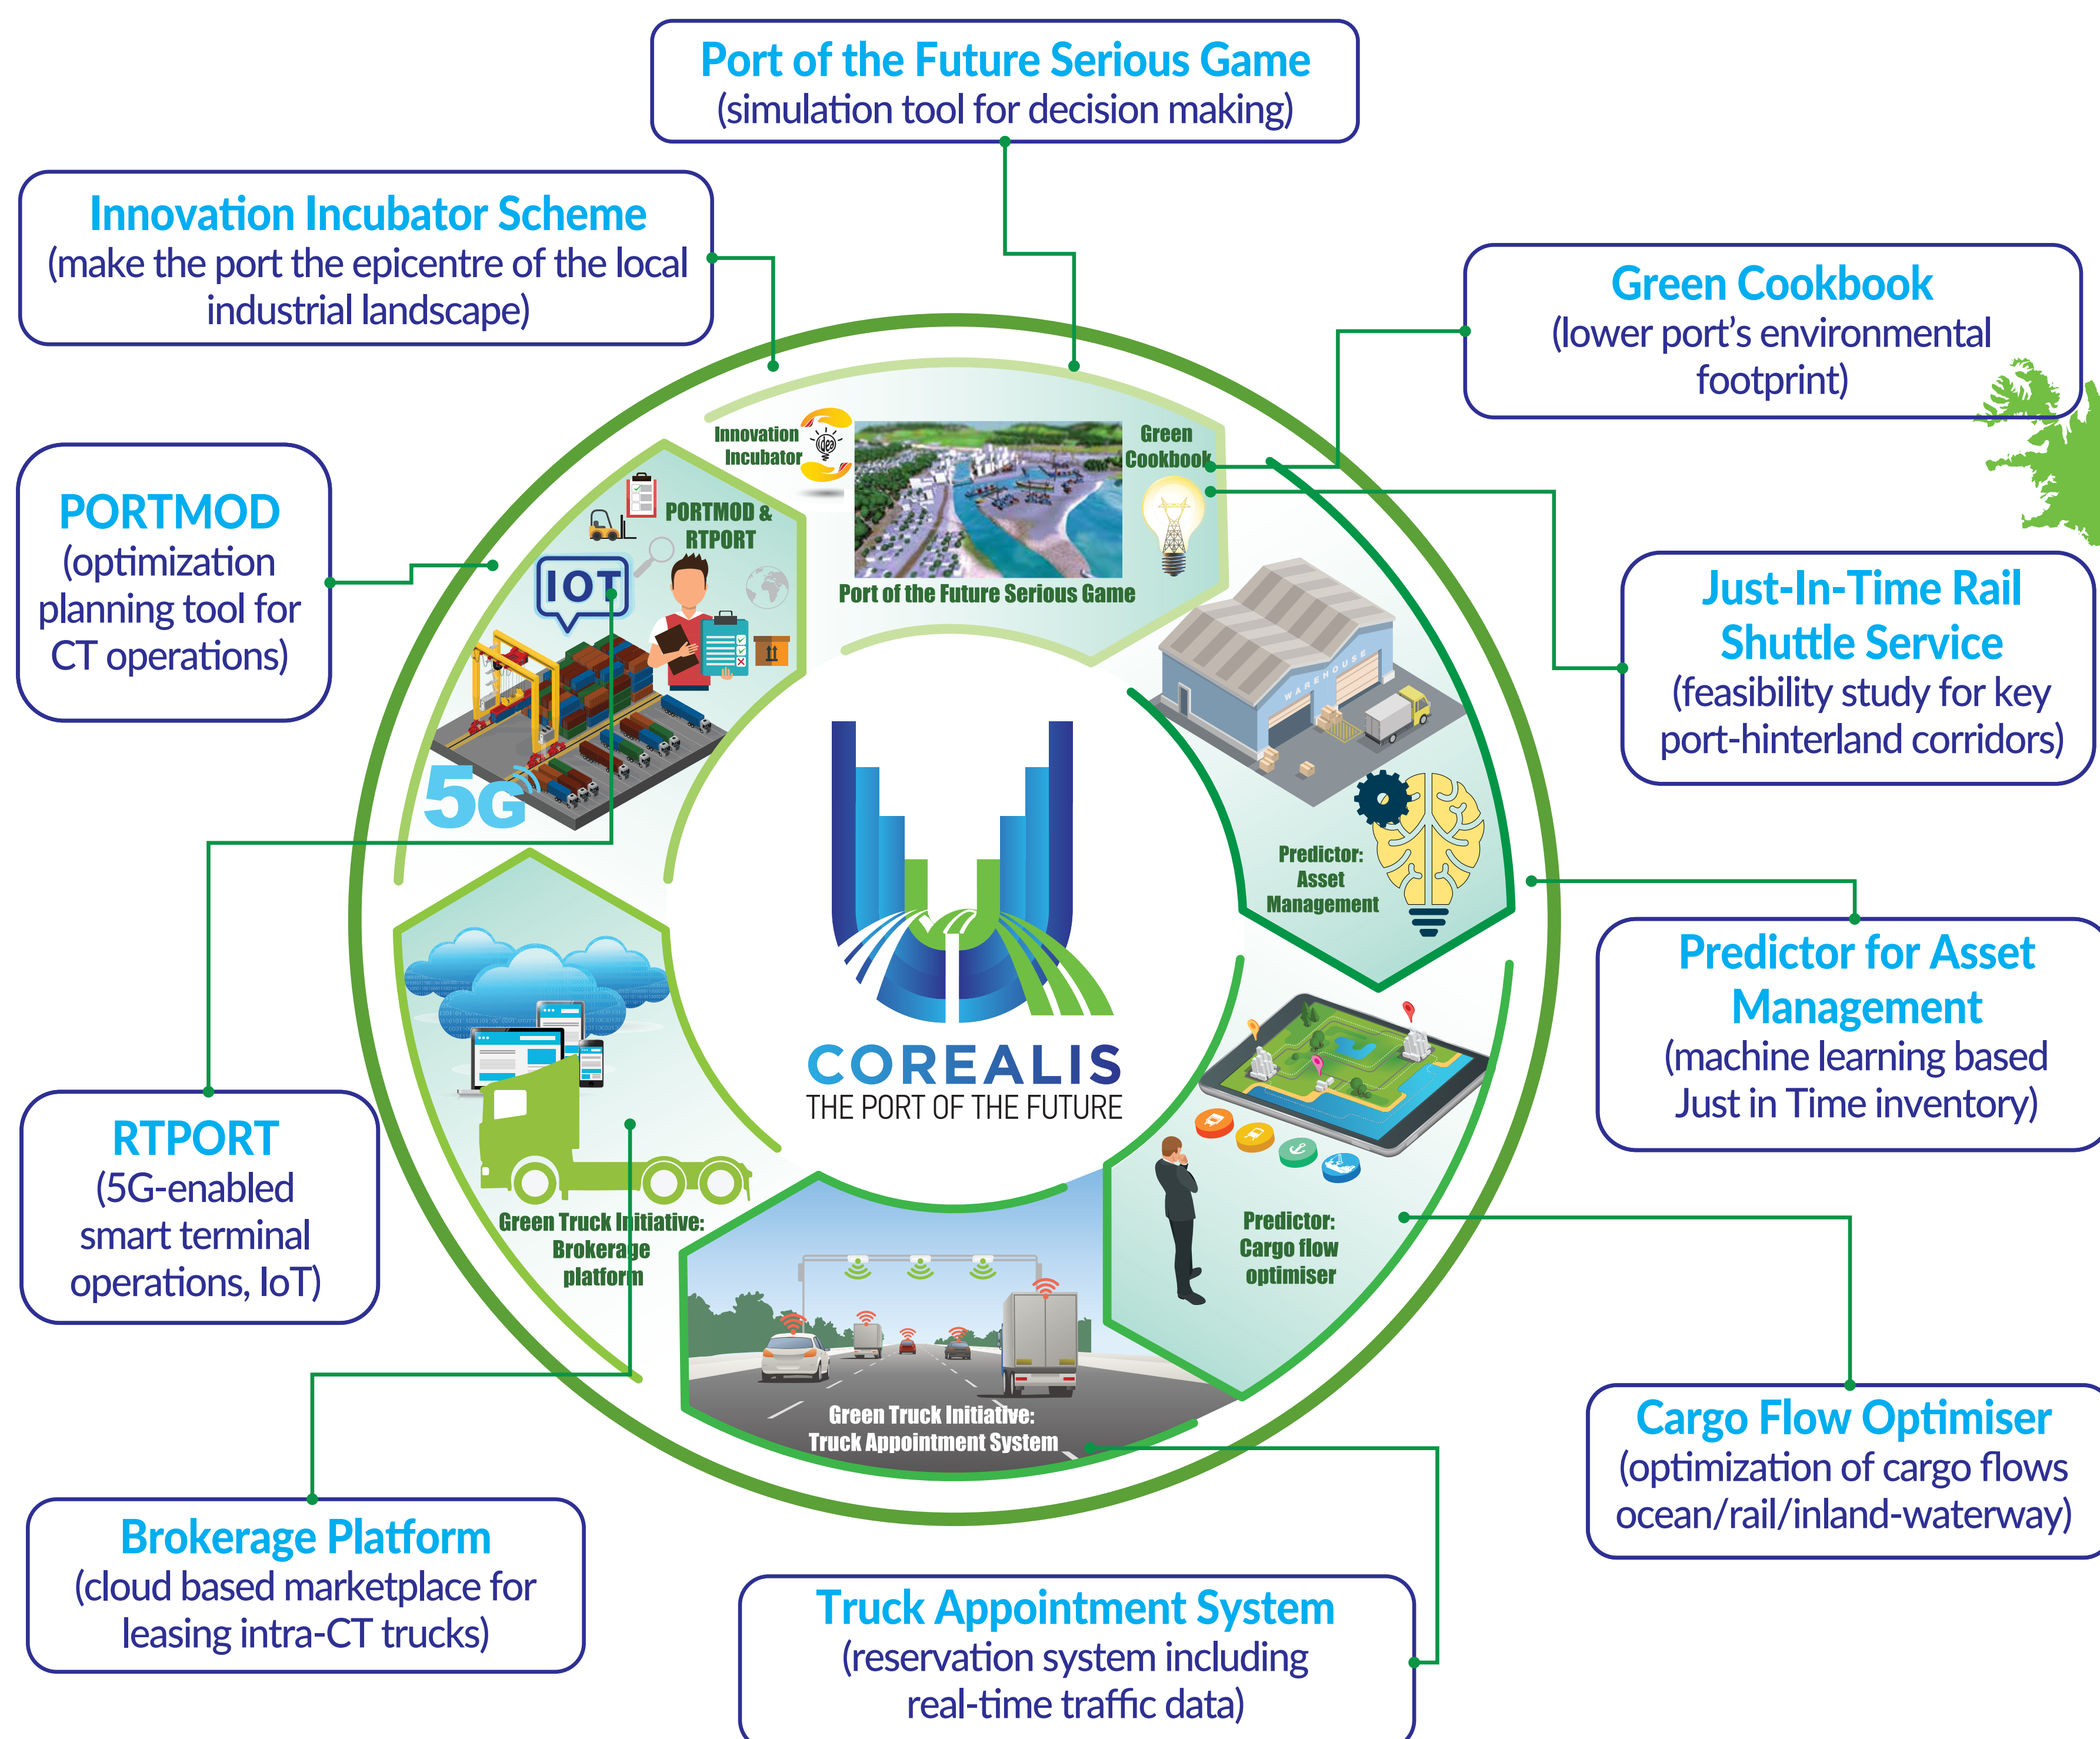 Port of the Future Serious Game
(simulation tool for decision making)
Innovation Incubator Scheme
(make the port the epicentre of the local
industrial landscape)
Green Cookbook
(lower port’s environmental
footprint)
PORTMOD
(optimization
planning tool for
CT operations)
Just-In-Time Rail
Shuttle Service
(feasibility study for key
port-hinterland corridors)
Innovation
Incubator
idea
Green
Cookbook
Port of the Future Serious Game
PORTMOD &
RTPORT
IOT
5G
WAREHOUSE
Predictor:
Asset
Management
COREALIS
THE PORT OF THE FUTURE
Predictor for Asset
Management
(machine learning based
Just in Time inventory)
RTPORT
(5G-enabled
smart terminal
operations, IoT)
Green Truck Initiative:
Brokerage
platform
Predictor:
Cargo flow
optimiser
Green Truck Initiative:
Truck Appointment System
Cargo Flow Optimiser
(optimization of cargo flows
ocean/rail/inland-waterway)
Brokerage Platform
(cloud based marketplace for
leasing intra-CT trucks)
Truck Appointment System
(reservation system including
real-time traffic data)